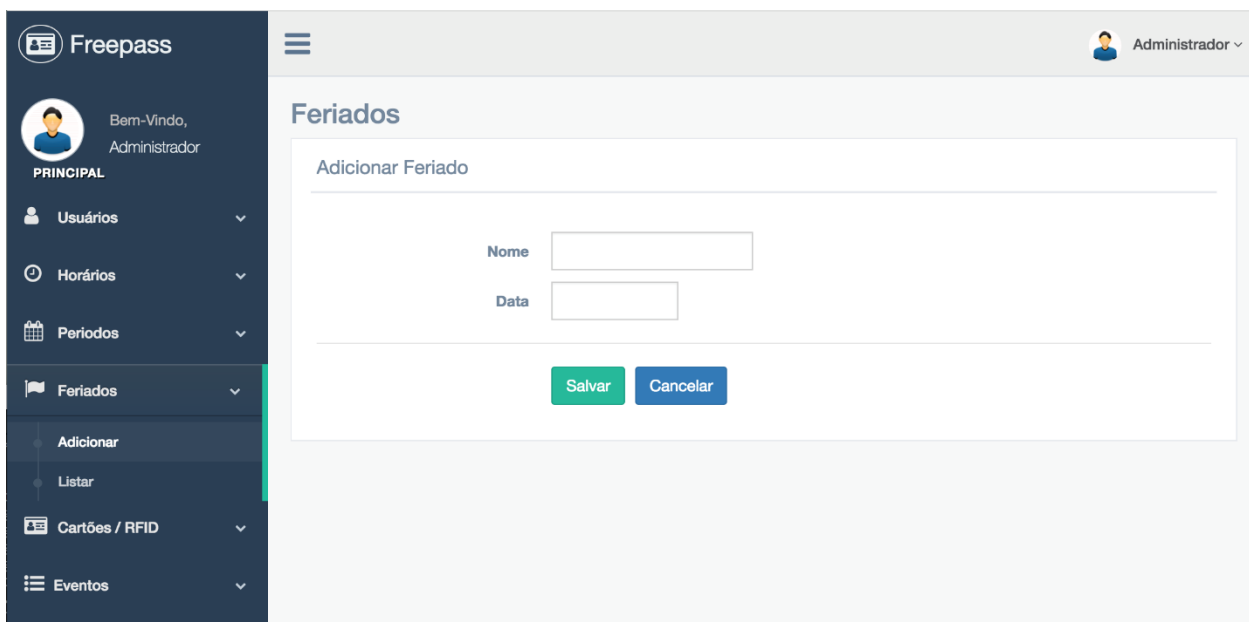 Freepass
Administrador
Bem-Vindo,
Administrador
PRINCIPAL
Usuários
Horários
Periodos
Feriados
Adicionar
Listar
Cartões / RFID
Eventos
Feriados
Adicionar Feriado
Nome
Data
Salvar Cancelar